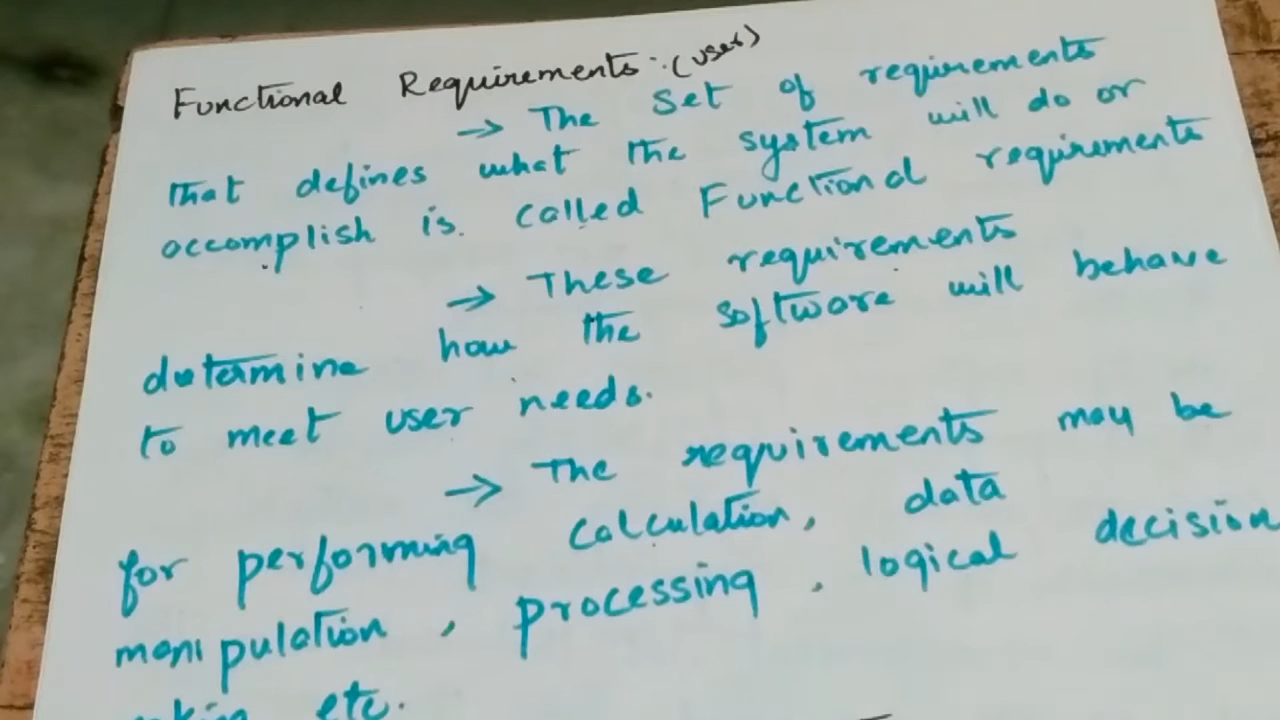 Functional Requirements :. (user)
→ The set of requirements
that defines what the system will do or
accomplish is. called Functional requirements
→ These requirements
determine how the software will behave
to meet user needs.
→ The requirements may be
for performing calculation, data
manipulation, processing, logical decision
etc.